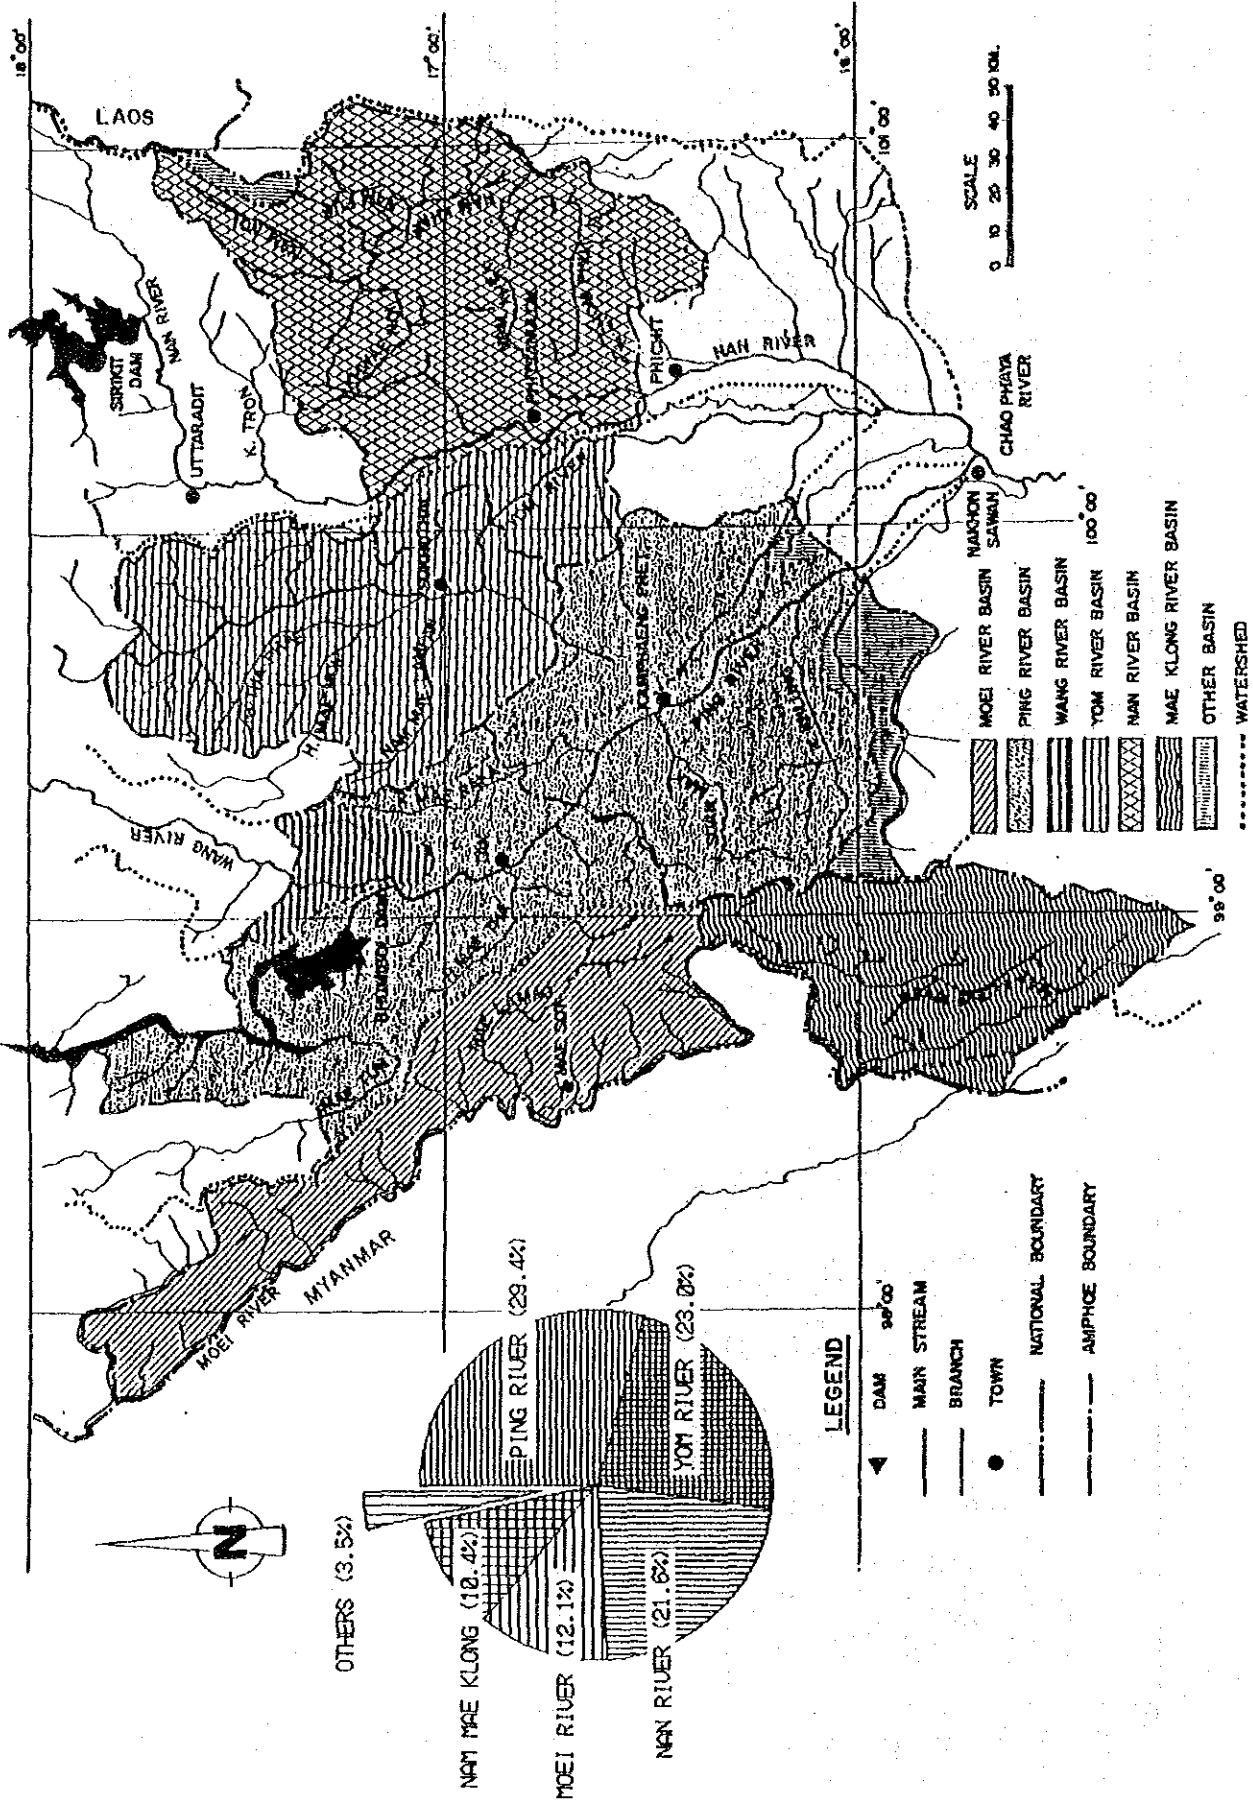 18°00'
17°00'
16°00'
LAOS
SIRIKIT
DAM
NAN RIVER
UTTARADIT
K. TRON
PHITSANULOK
PHICHIT
NAN RIVER
CHAO PHAYA
RIVER
NAKHON
SAWAN
SUKHOTHAI
YOM RIVER
WANG RIVER
KAMPHAENG PHET
PING RIVER
BHUMIBOL DAM
MAE SOT
MOEI RIVER
MYANMAR
101°00'
100°00'
99°00'
98°00'
SCALE
0 10 20 30 40 50 KM.
N
OTHERS (3.5%)
NAM MAE KLONG (10.4%)
MOEI RIVER (12.1%)
NAN RIVER (21.6%)
PING RIVER (29.4%)
YOM RIVER (23.0%)
LEGEND
DAM
MAIN STREAM
BRANCH
TOWN
NATIONAL BOUNDARY
AMPHOE BOUNDARY
MOEI RIVER BASIN
PING RIVER BASIN
WANG RIVER BASIN
YOM RIVER BASIN
NAN RIVER BASIN
MAE KLONG RIVER BASIN
OTHER BASIN
WATERSHED